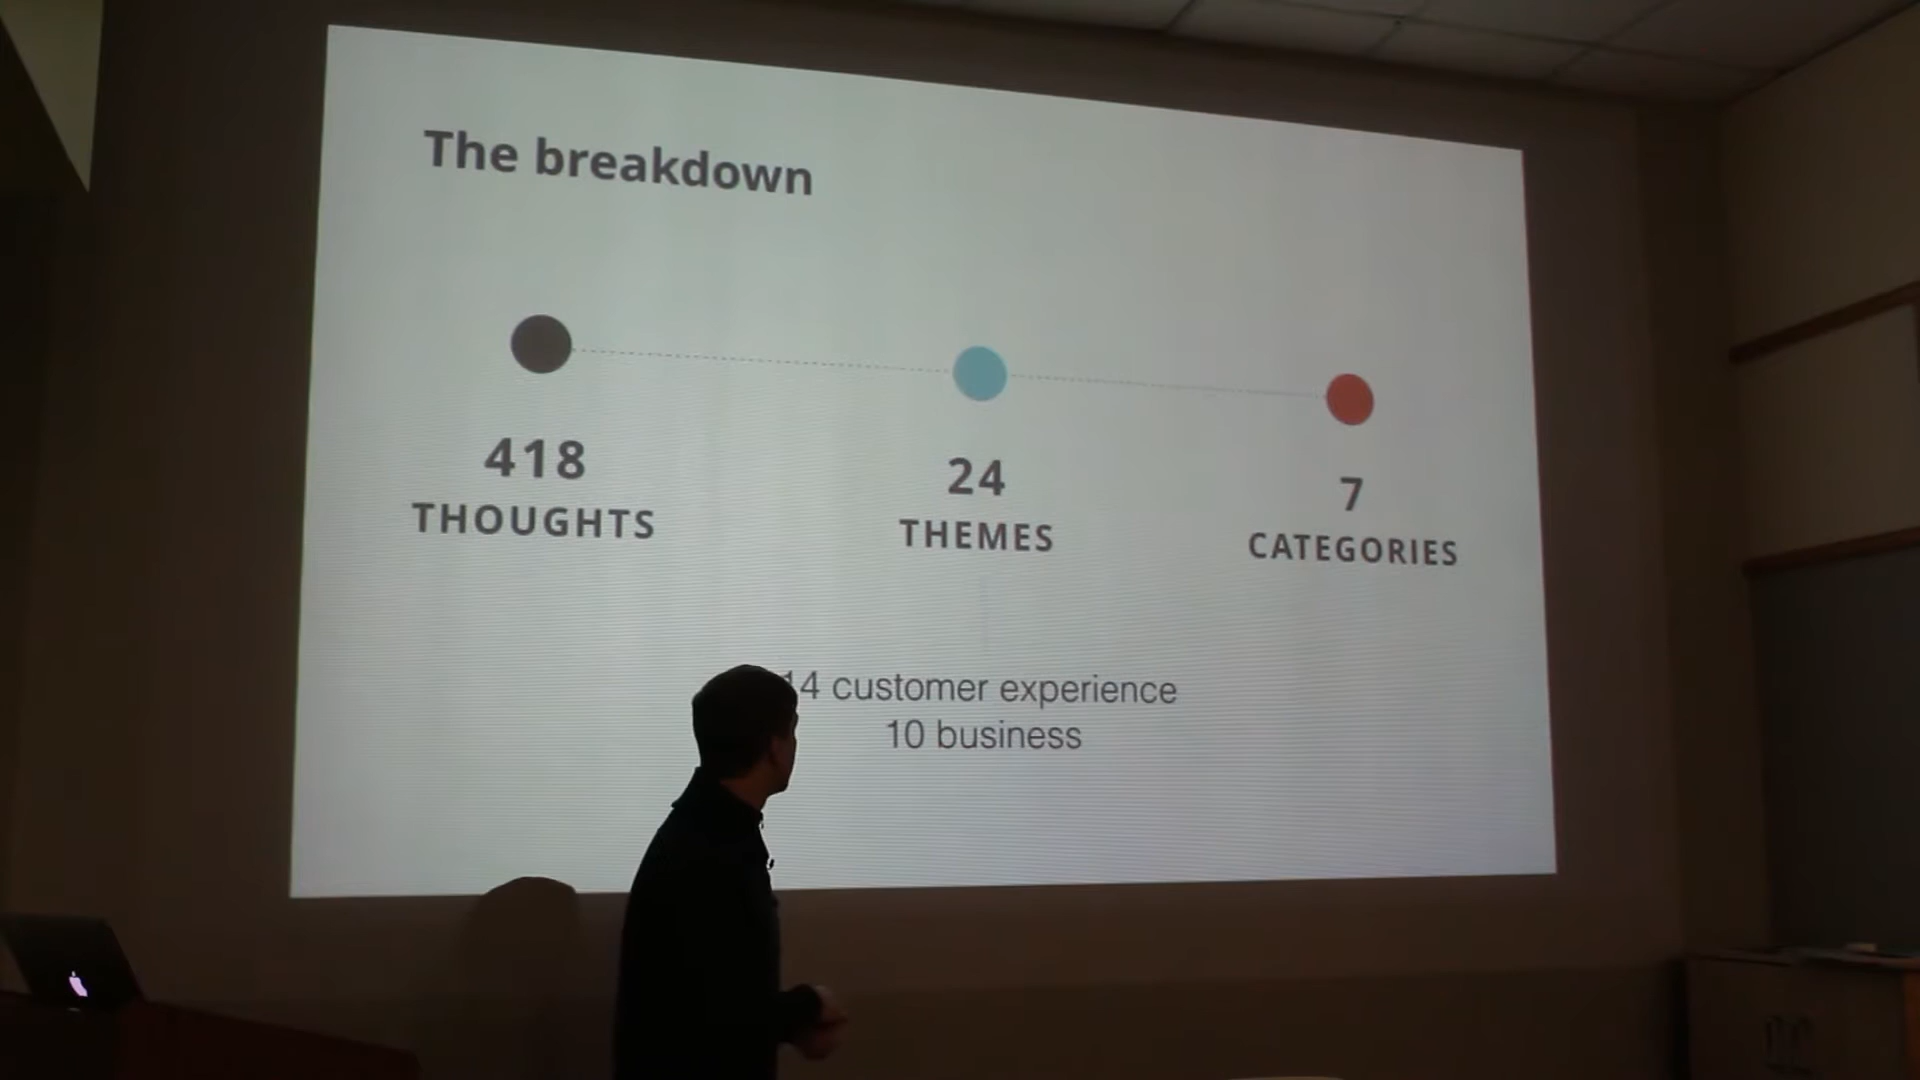 The breakdown
418
THOUGHTS
24
THEMES
7
CATEGORIES
14 customer experience
10 business